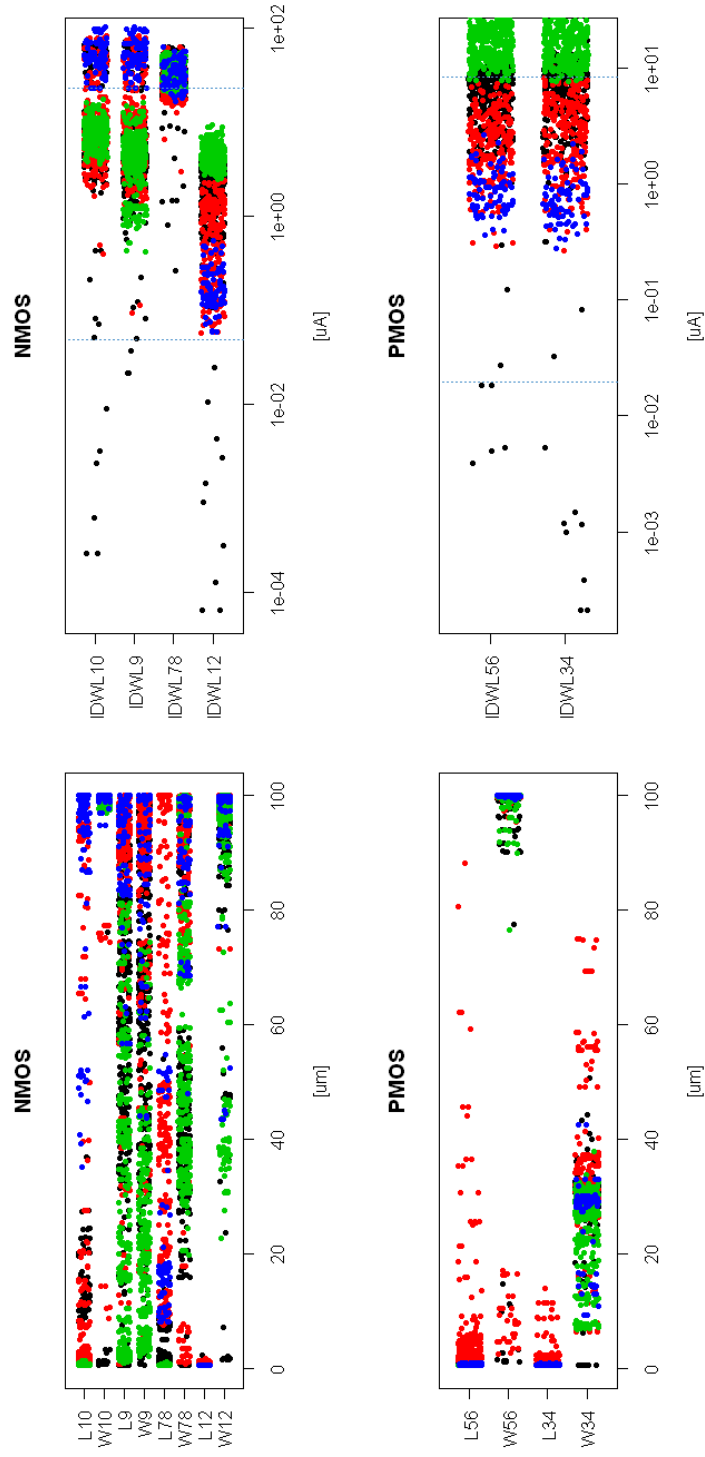 NMOS
L10
W10
L9
W9
L78
W78
L12
W12
0 20 40 60 80 100
[um]
NMOS
IDWL10
IDWL9
IDWL78
IDWL12
1e-04 1e-02 1e+00 1e+02
[uA]
PMOS
L56
W56
L34
W34
0 20 40 60 80 100
[um]
PMOS
IDWL56
IDWL34
1e-03 1e-02 1e-01 1e+00 1e+01
[uA]